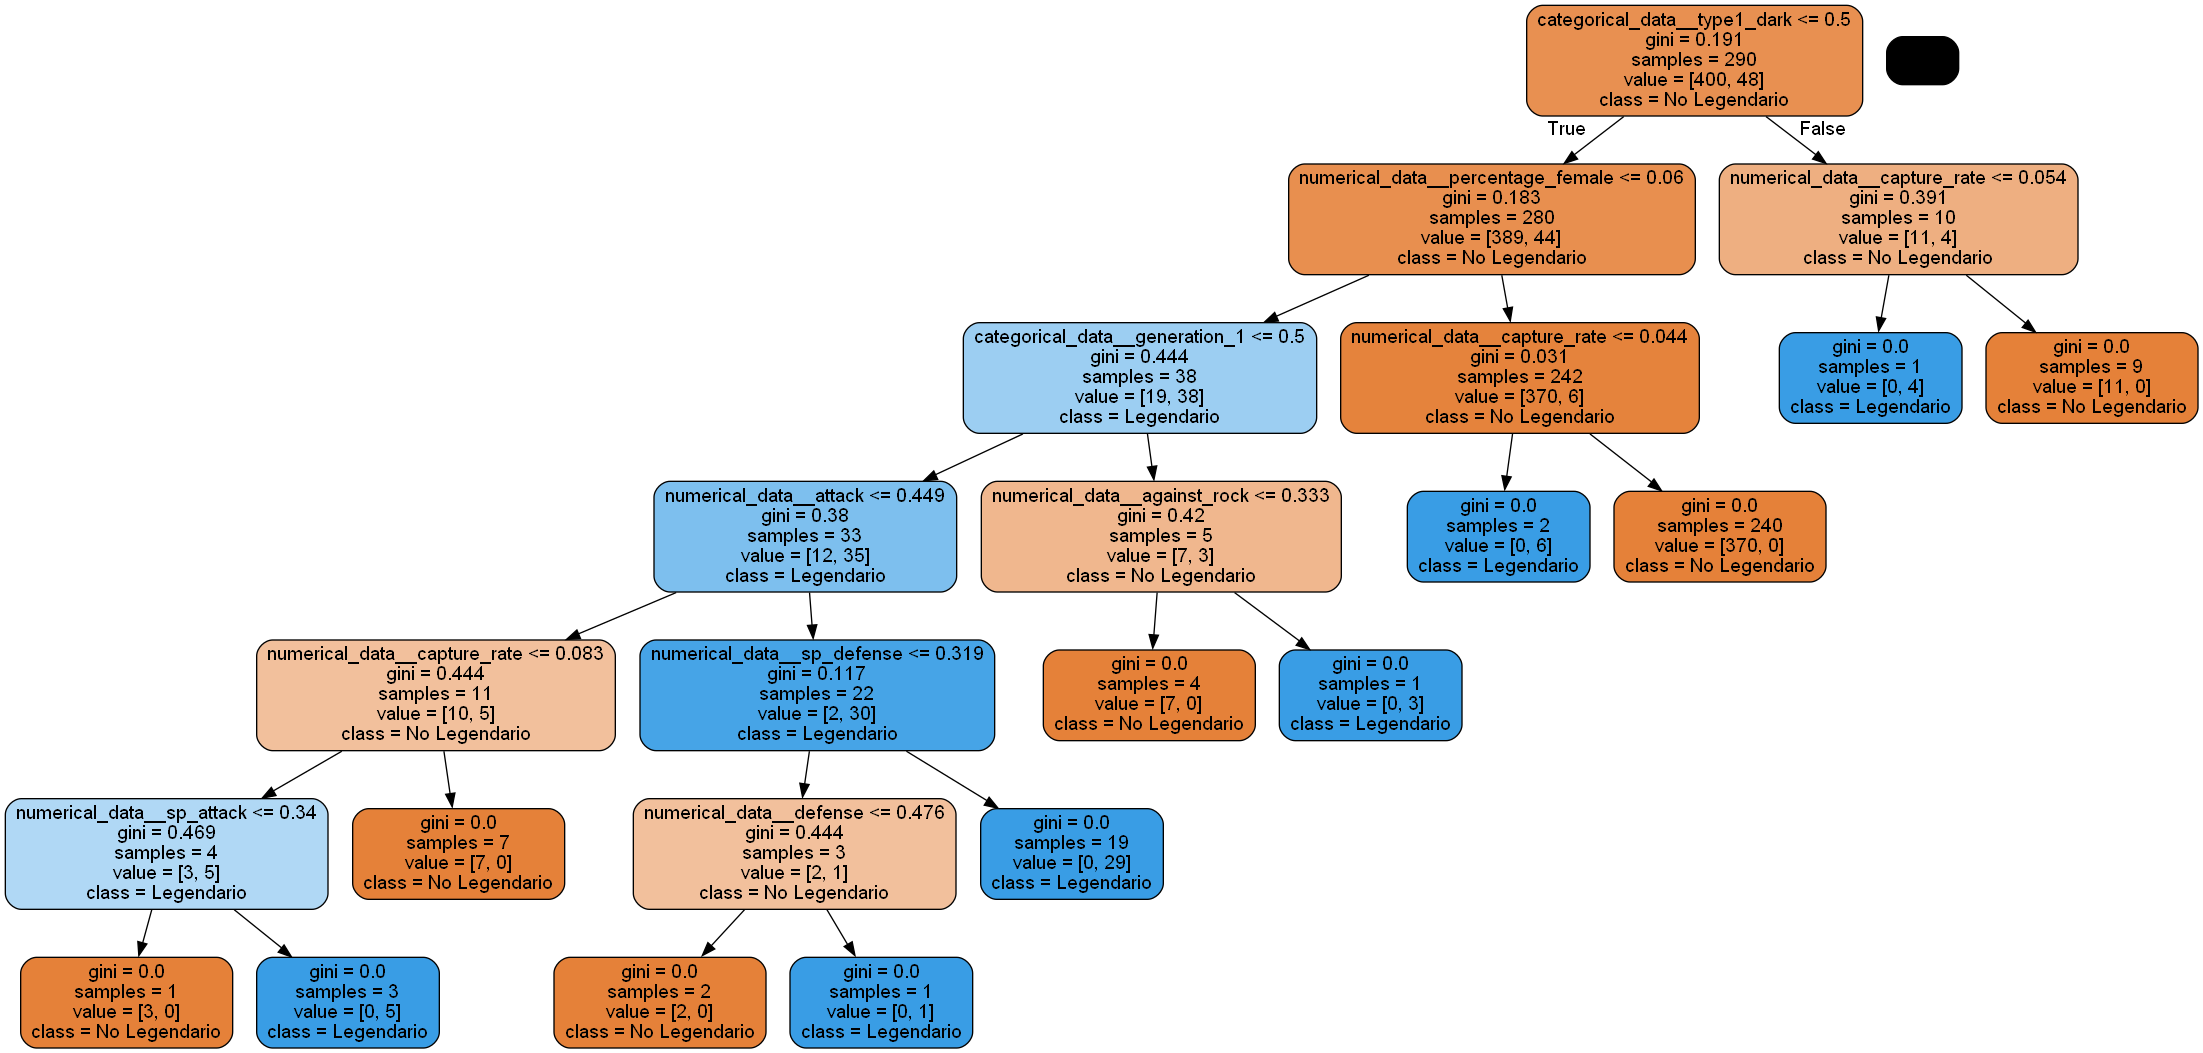 categorical_data__type1_dark <= 0.5
gini = 0.191
samples = 290
value = [400, 48]
class = No Legendario
True
False
numerical_data__percentage_female <= 0.06
gini = 0.183
samples = 280
value = [389, 44]
class = No Legendario
numerical_data__capture_rate <= 0.054
gini = 0.391
samples = 10
value = [11, 4]
class = No Legendario
categorical_data__generation_1 <= 0.5
gini = 0.444
samples = 38
value = [19, 38]
class = Legendario
numerical_data__capture_rate <= 0.044
gini = 0.031
samples = 242
value = [370, 6]
class = No Legendario
gini = 0.0
samples = 1
value = [0, 4]
class = Legendario
gini = 0.0
samples = 9
value = [11, 0]
class = No Legendario
numerical_data__attack <= 0.449
gini = 0.38
samples = 33
value = [12, 35]
class = Legendario
numerical_data__against_rock <= 0.333
gini = 0.42
samples = 5
value = [7, 3]
class = No Legendario
gini = 0.0
samples = 2
value = [0, 6]
class = Legendario
gini = 0.0
samples = 240
value = [370, 0]
class = No Legendario
numerical_data__capture_rate <= 0.083
gini = 0.444
samples = 11
value = [10, 5]
class = No Legendario
numerical_data__sp_defense <= 0.319
gini = 0.117
samples = 22
value = [2, 30]
class = Legendario
gini = 0.0
samples = 4
value = [7, 0]
class = No Legendario
gini = 0.0
samples = 1
value = [0, 3]
class = Legendario
numerical_data__sp_attack <= 0.34
gini = 0.469
samples = 4
value = [3, 5]
class = Legendario
gini = 0.0
samples = 7
value = [7, 0]
class = No Legendario
numerical_data__defense <= 0.476
gini = 0.444
samples = 3
value = [2, 1]
class = No Legendario
gini = 0.0
samples = 19
value = [0, 29]
class = Legendario
gini = 0.0
samples = 1
value = [3, 0]
class = No Legendario
gini = 0.0
samples = 3
value = [0, 5]
class = Legendario
gini = 0.0
samples = 2
value = [2, 0]
class = No Legendario
gini = 0.0
samples = 1
value = [0, 1]
class = Legendario